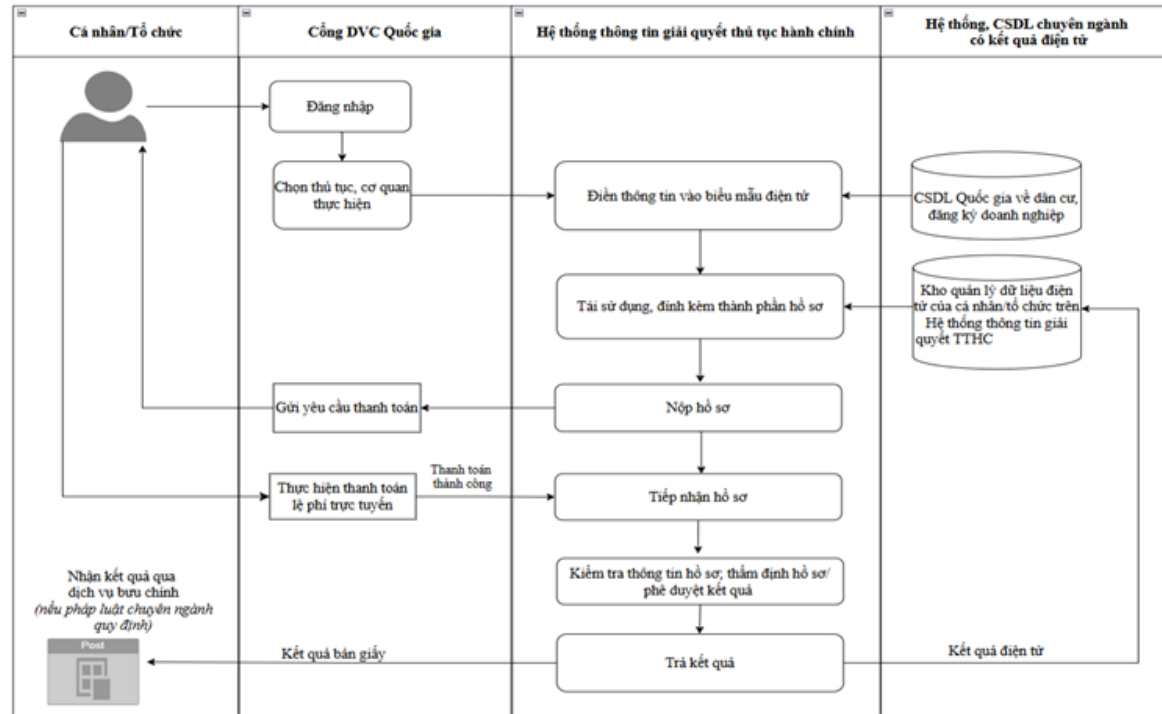 Cá nhân/Tổ chức
Cổng DVC Quốc gia
Hệ thống thông tin giải quyết thủ tục hành chính
Hệ thống, CSDL chuyên ngành
có kết quả điện tử
Đăng nhập
Chọn thủ tục, cơ quan
thực hiện
Điền thông tin vào biểu mẫu điện tử
CSDL Quốc gia về dân cư,
đăng ký doanh nghiệp
Tái sử dụng, đính kèm thành phần hồ sơ
Kho quản lý dữ liệu điện
tử của cá nhân/tổ chức trên
Hệ thống thông tin giải
quyết TTHC
Gửi yêu cầu thanh toán
Nộp hồ sơ
Thực hiện thanh toán
lệ phí trực tuyến
Thanh toán
thành công
Tiếp nhận hồ sơ
Kiểm tra thông tin hồ sơ; thẩm định hồ sơ/
phê duyệt kết quả
Nhận kết quả qua
dịch vụ bưu chính
(nếu pháp luật chuyên ngành
quy định)
Post
Kết quả bản giấy
Trả kết quả
Kết quả điện tử